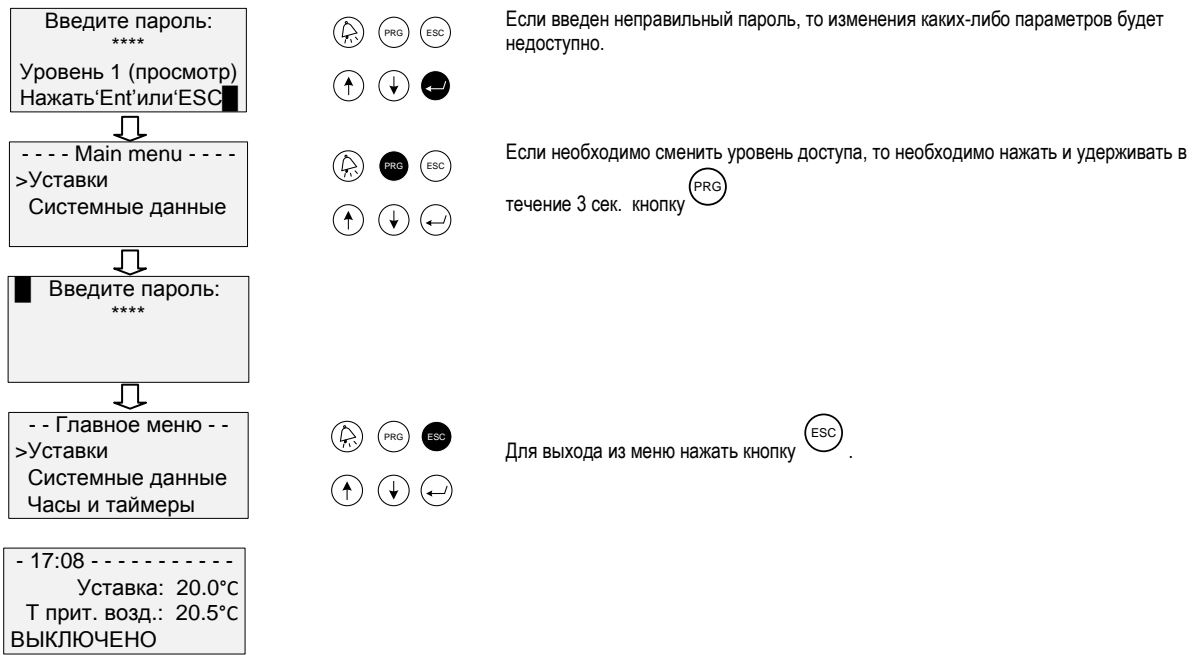 Введите пароль:
****
Уровень 1 (просмотр)
Нажать‘Ent’или‘ESC
PRG
ESC
Если введен неправильный пароль, то изменения каких-либо параметров будет
недоступно.
- - - - Main menu - - - -
>Уставки
Системные данные
PRG
ESC
Если необходимо сменить уровень доступа, то необходимо нажать и удерживать в
течение 3 сек. кнопку PRG
Введите пароль:
****
- - Главное меню - -
>Уставки
Системные данные
Часы и таймеры
PRG
ESC
Для выхода из меню нажать кнопку ESC .
- 17:08 - - - - - - - - - - -
Уставка: 20.0°C
Т прит. возд.: 20.5°C
ВЫКЛЮЧЕНО